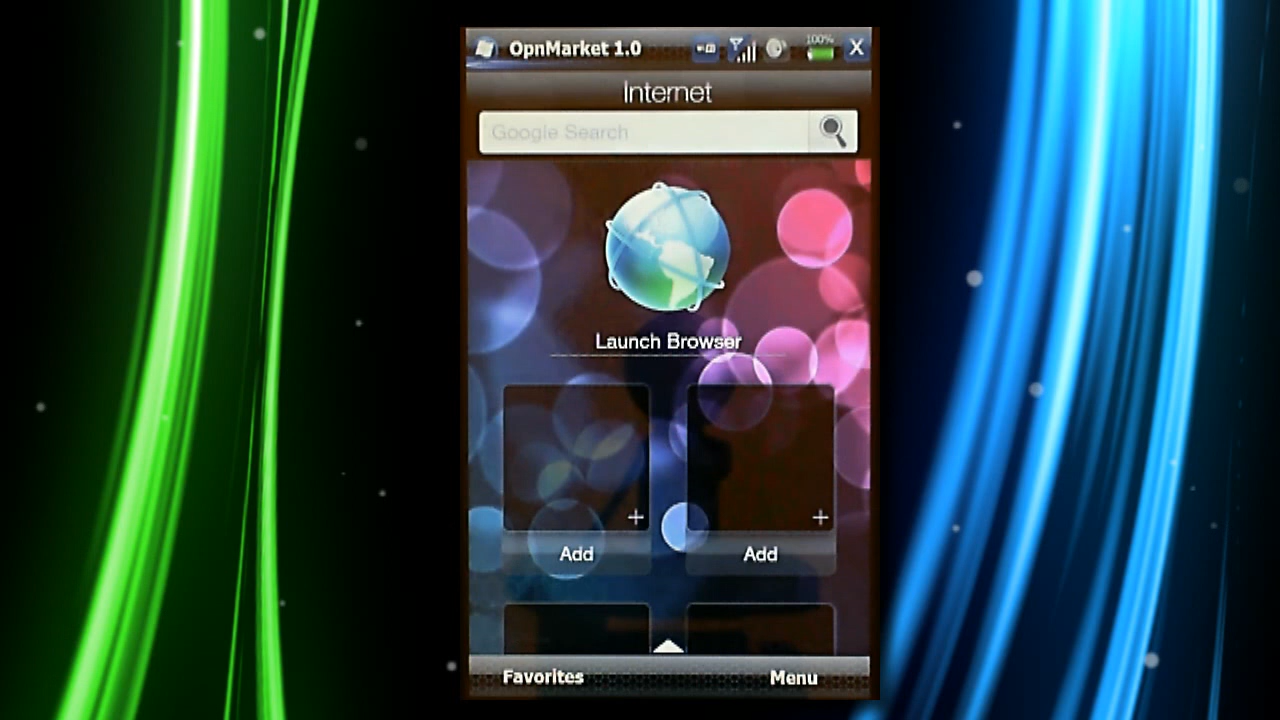 OpnMarket 1.0
100%
X
Internet
Google Search
Launch Browser
Add Add
Favorites Menu